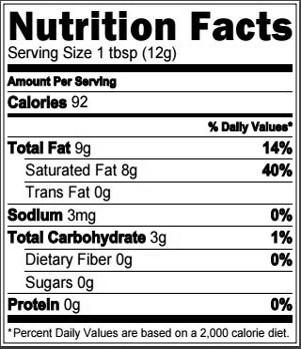 Nutrition Facts
Serving Size 1 tbsp (12g)
Amount Per Serving
Calories 92
% Daily Values*
Total Fat 9g 14%
Saturated Fat 8g 40%
Trans Fat 0g
Sodium 3mg 0%
Total Carbohydrate 3g 1%
Dietary Fiber 0g 0%
Sugars 0g
Protein 0g 0%
*Percent Daily Values are based on a 2,000 calorie diet.